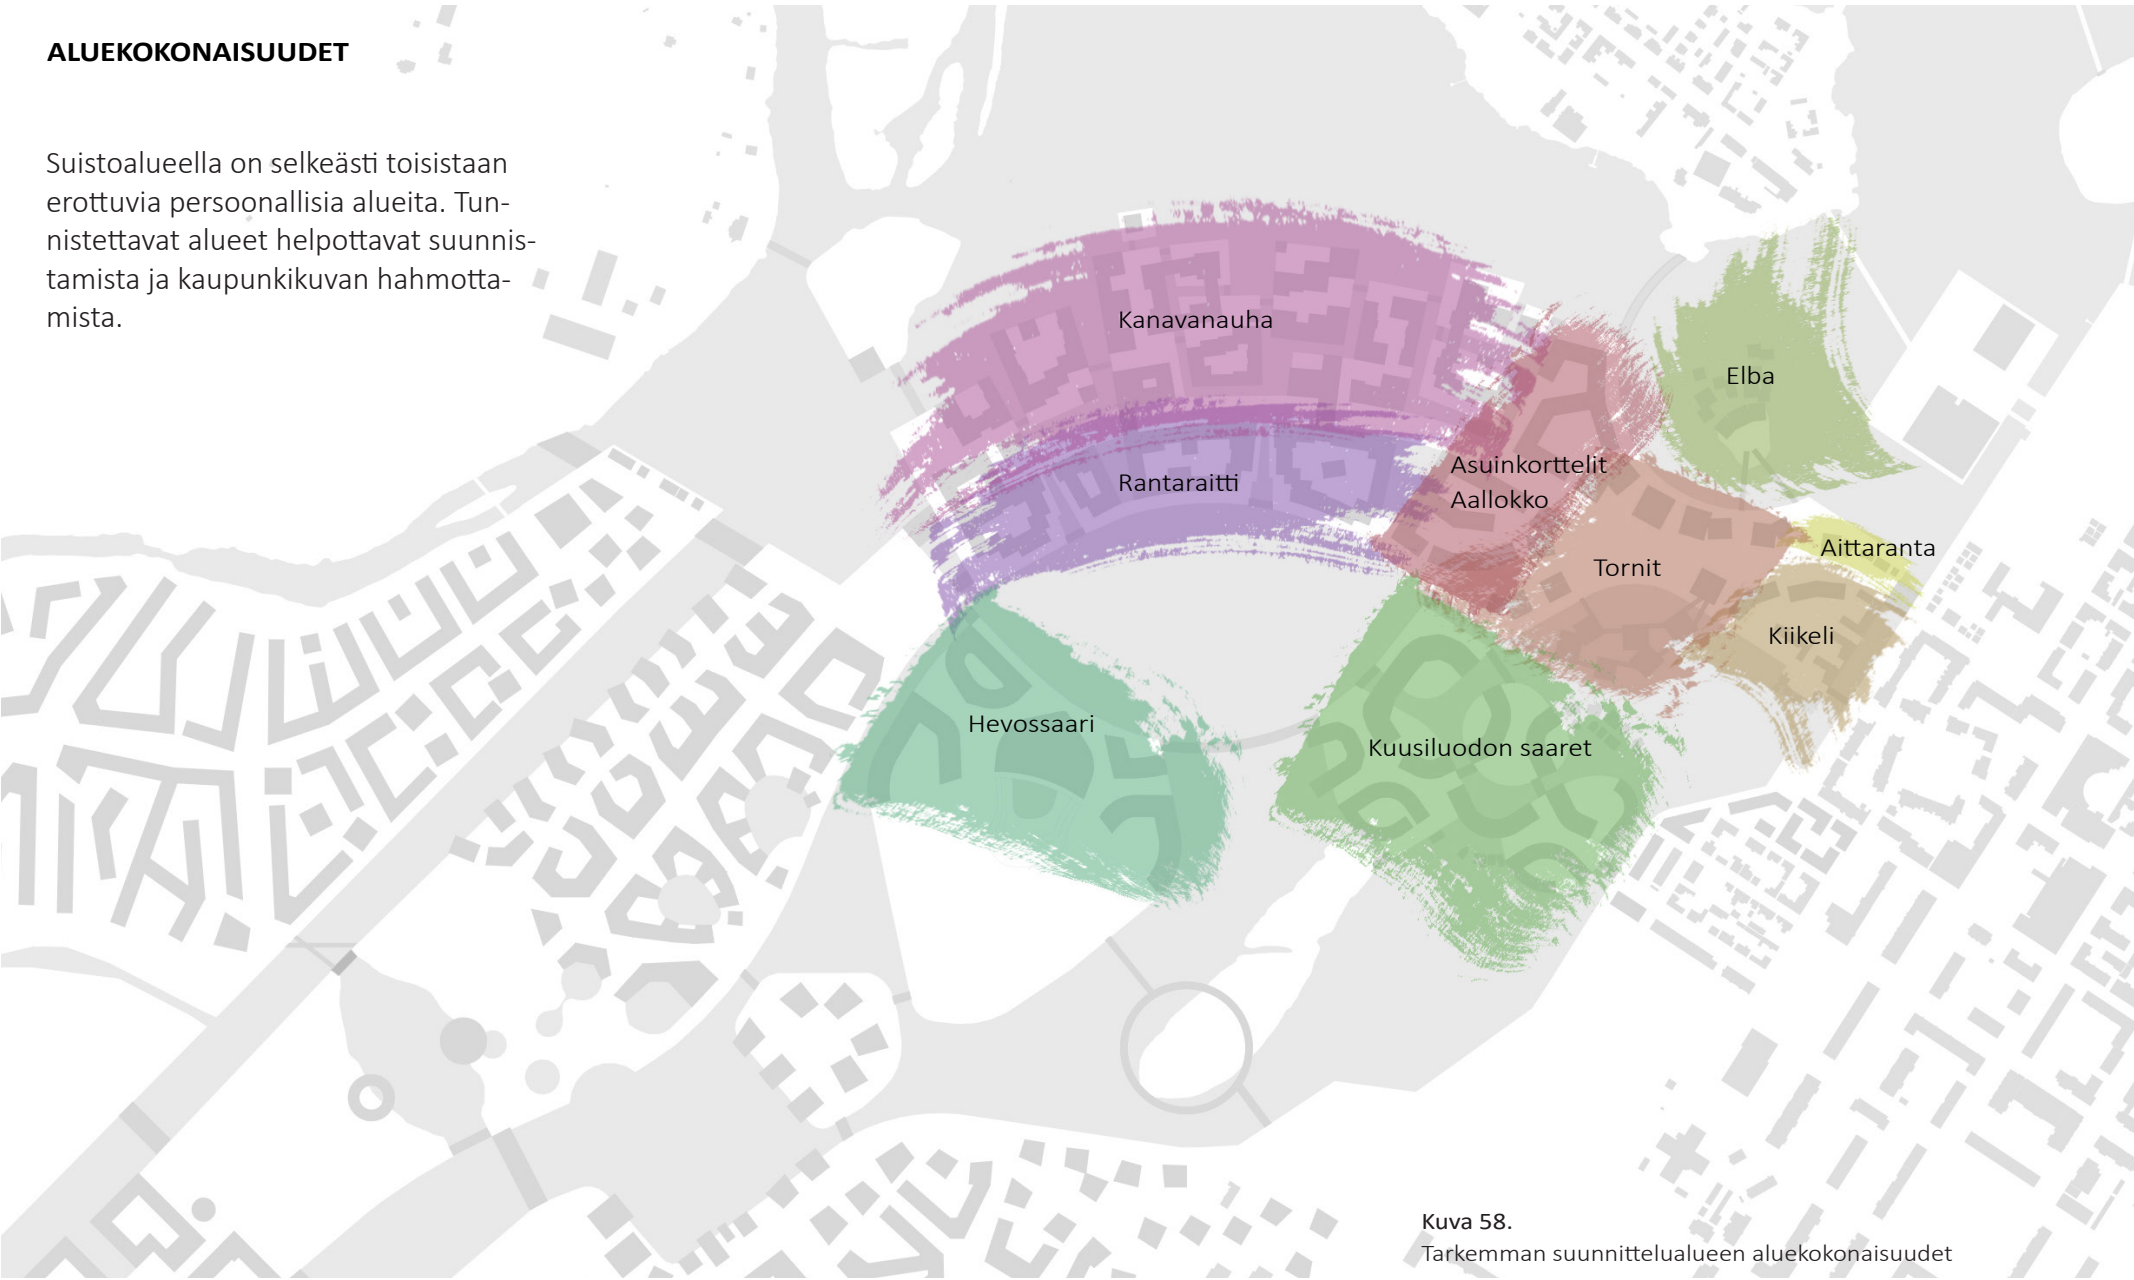 ALUEKOKONAISUUDET
Suistoalueella on selkeästi toisistaan
erottuvia persoonallisia alueita. Tun-
nistettavat alueet helpottavat suunnis-
tamista ja kaupunkikuvan hahmotta-
mista.
Kanavanauha
Elba
Rantaraitti
Asuinkorttelit
Aallokko
Aittaranta
Tornit
Kiikeli
Hevossaari
Kuusiluodon saaret
Kuva 58.
Tarkemman suunnittelualueen aluekokonaisuudet